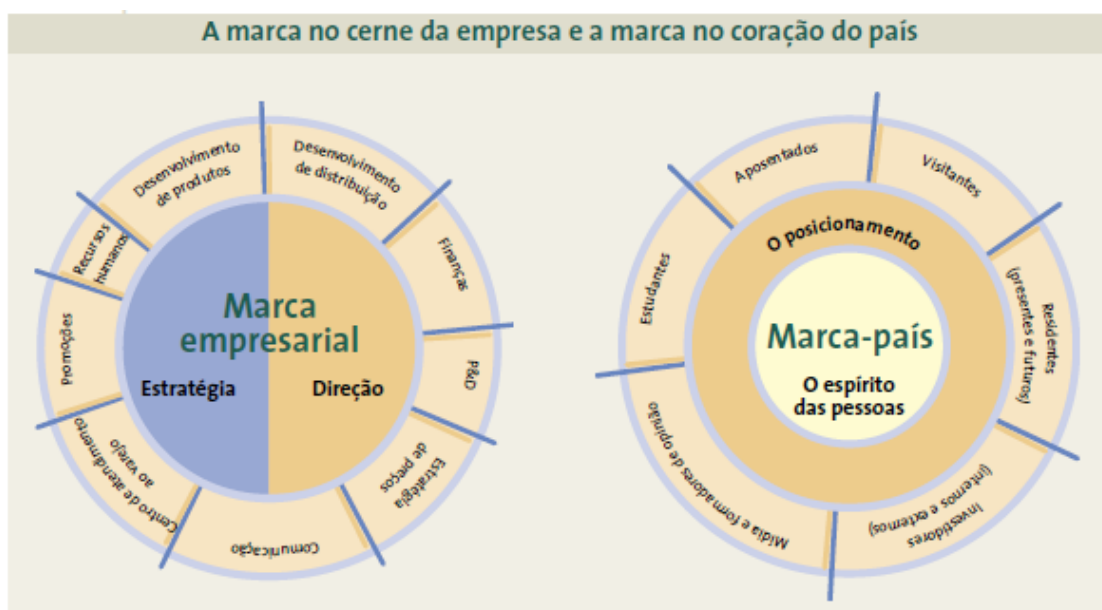 A marca no cerne da empresa e a marca no coração do país
Desenvolvimento
de produtos
Desenvolvimento
de distribuição
Finanças
P&D
Estratégia
de preços
Comunicação
Centro de atendimento
ao varejo
Promoções
Recursos
humanos
Marca
empresarial
Estratégia
Direção
Aposentados
Visitantes
Residentes
(presentes e futuros)
Investidores
(internos e externos)
Mídia e formadores de opinião
Estudantes
O posicionamento
Marca-país
O espírito
das pessoas